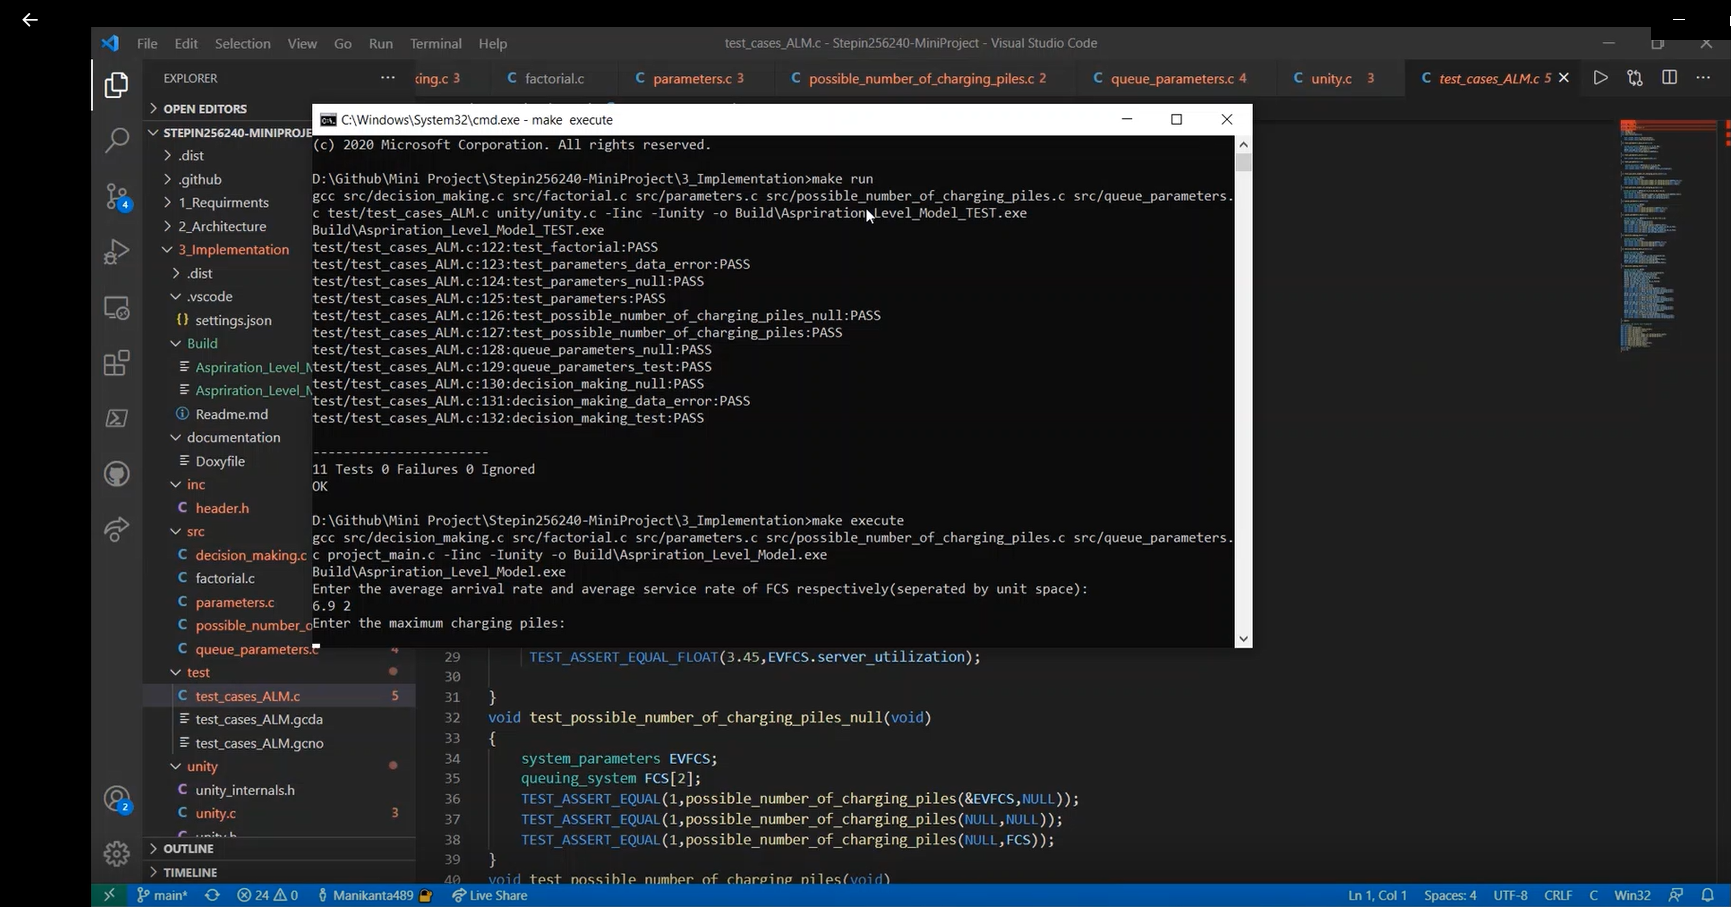 File Edit Selection View Go Run Terminal Help
test_cases_ALM.c - Stepin256240-MiniProject - Visual Studio Code
EXPLORER
king.c 3 factorial.c parameters.c 3 possible_number_of_charging_piles.c 2 queue_parameters.c 4 unity.c 3 test_cases_ALM.c 5
OPEN EDITORS
STEPIN256240-MINIPROJE
.dist
.github
1_Requirments
2_Architecture
3_Implementation
.dist
.vscode
settings.json
Build
Aspriration_Level_M
Aspriration_Level_M
Readme.md
documentation
Doxyfile
inc
header.h
src
decision_making.c
factorial.c
parameters.c
possible_number_o
queue_parameters.c 4
test
test_cases_ALM.c 5
test_cases_ALM.gcda
test_cases_ALM.gcno
unity
unity_internals.h
unity.c 3
unity.h
OUTLINE
TIMELINE
4
2
C:\Windows\System32\cmd.exe - make execute
(c) 2020 Microsoft Corporation. All rights reserved.
D:\Github\Mini Project\Stepin256240-MiniProject\3_Implementation>make run
gcc src/decision_making.c src/factorial.c src/parameters.c src/possible_number_of_charging_piles.c src/queue_parameters.
c test/test_cases_ALM.c unity/unity.c -Iinc -Iunity -o Build\Aspriration_Level_Model_TEST.exe
Build\Aspriration_Level_Model_TEST.exe
test/test_cases_ALM.c:122:test_factorial:PASS
test/test_cases_ALM.c:123:test_parameters_data_error:PASS
test/test_cases_ALM.c:124:test_parameters_null:PASS
test/test_cases_ALM.c:125:test_parameters:PASS
test/test_cases_ALM.c:126:test_possible_number_of_charging_piles_null:PASS
test/test_cases_ALM.c:127:test_possible_number_of_charging_piles:PASS
test/test_cases_ALM.c:128:queue_parameters_null:PASS
test/test_cases_ALM.c:129:queue_parameters_test:PASS
test/test_cases_ALM.c:130:decision_making_null:PASS
test/test_cases_ALM.c:131:decision_making_data_error:PASS
test/test_cases_ALM.c:132:decision_making_test:PASS
-----------------------
11 Tests 0 Failures 0 Ignored
OK
D:\Github\Mini Project\Stepin256240-MiniProject\3_Implementation>make execute
gcc src/decision_making.c src/factorial.c src/parameters.c src/possible_number_of_charging_piles.c src/queue_parameters.
c project_main.c -Iinc -Iunity -o Build\Aspriration_Level_Model.exe
Build\Aspriration_Level_Model.exe
Enter the average arrival rate and average service rate of FCS respectively(seperated by unit space):
6.9 2
Enter the maximum charging piles:
29 TEST_ASSERT_EQUAL_FLOAT(3.45,EVFCS.server_utilization);
30
31 }
32 void test_possible_number_of_charging_piles_null(void)
33 {
34 system_parameters EVFCS;
35 queuing_system FCS[2];
36 TEST_ASSERT_EQUAL(1,possible_number_of_charging_piles(&EVFCS,NULL));
37 TEST_ASSERT_EQUAL(1,possible_number_of_charging_piles(NULL,NULL));
38 TEST_ASSERT_EQUAL(1,possible_number_of_charging_piles(NULL,FCS));
39 }
40 void test_possible_number_of_charging_piles(void)
main* 24 0 Manikanta489 Live Share Ln 1, Col 1 Spaces: 4 UTF-8 CRLF C Win32